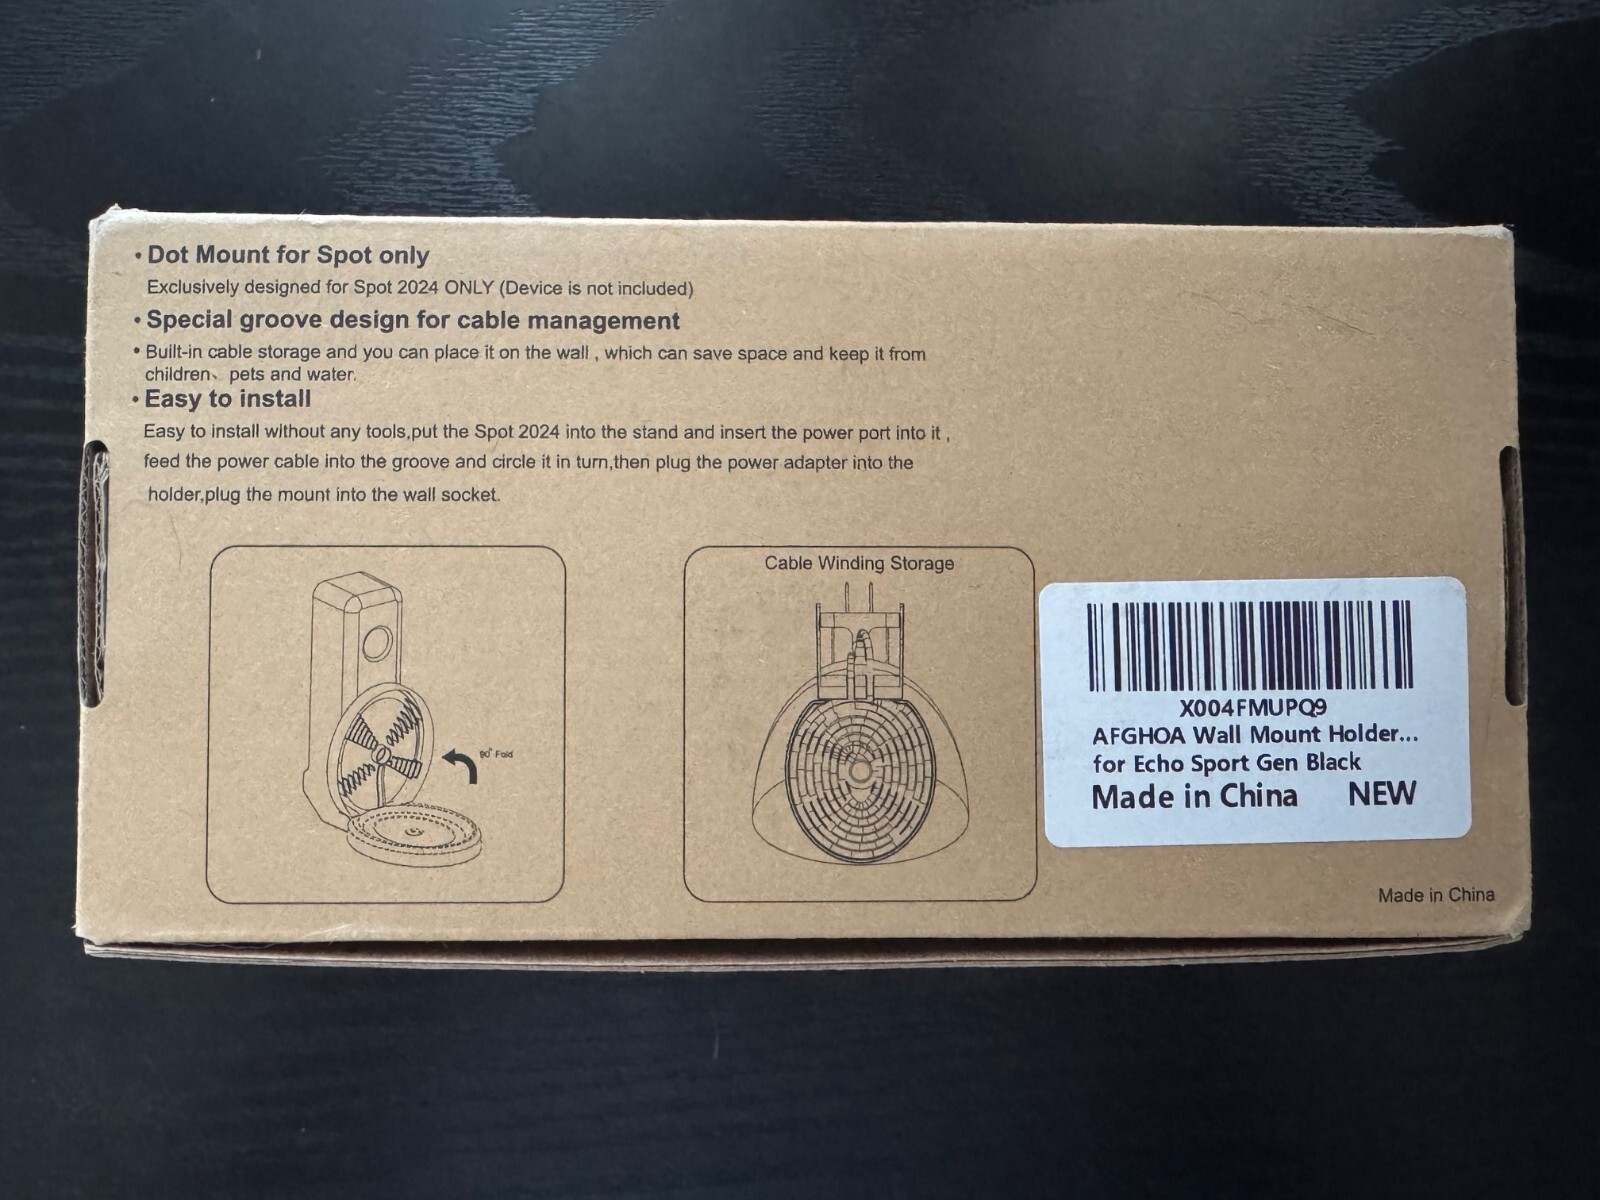 • Dot Mount for Spot only
Exclusively designed for Spot 2024 ONLY (Device is not included)
• Special groove design for cable management
• Built-in cable storage and you can place it on the wall , which can save space and keep it from
children、 pets and water.
• Easy to install
Easy to install without any tools,put the Spot 2024 into the stand and insert the power port into it ,
feed the power cable into the groove and circle it in turn,then plug the power adapter into the
holder,plug the mount into the wall socket.
90° Fold
Cable Winding Storage
X004FMUPQ9
AFGHOA Wall Mount Holder...
for Echo Sport Gen Black
Made in China NEW
Made in China